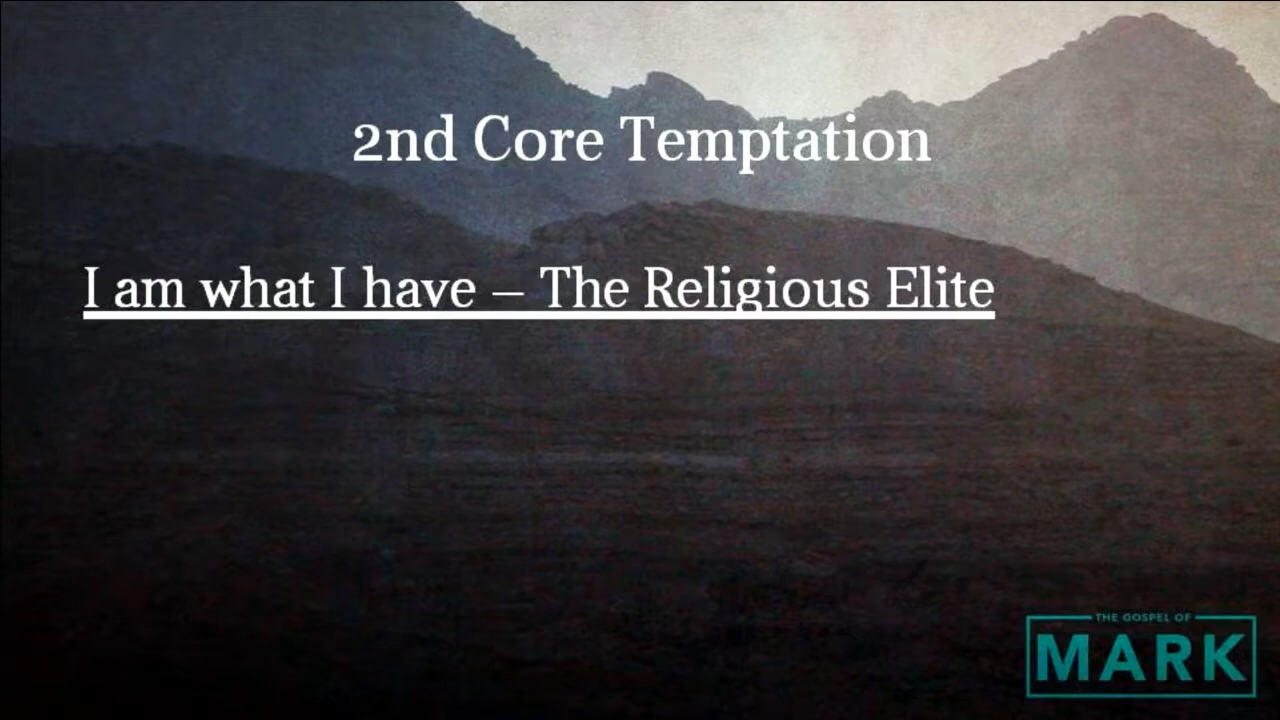 2nd Core Temptation
I am what I have – The Religious Elite
THE GOSPEL OF
MARK